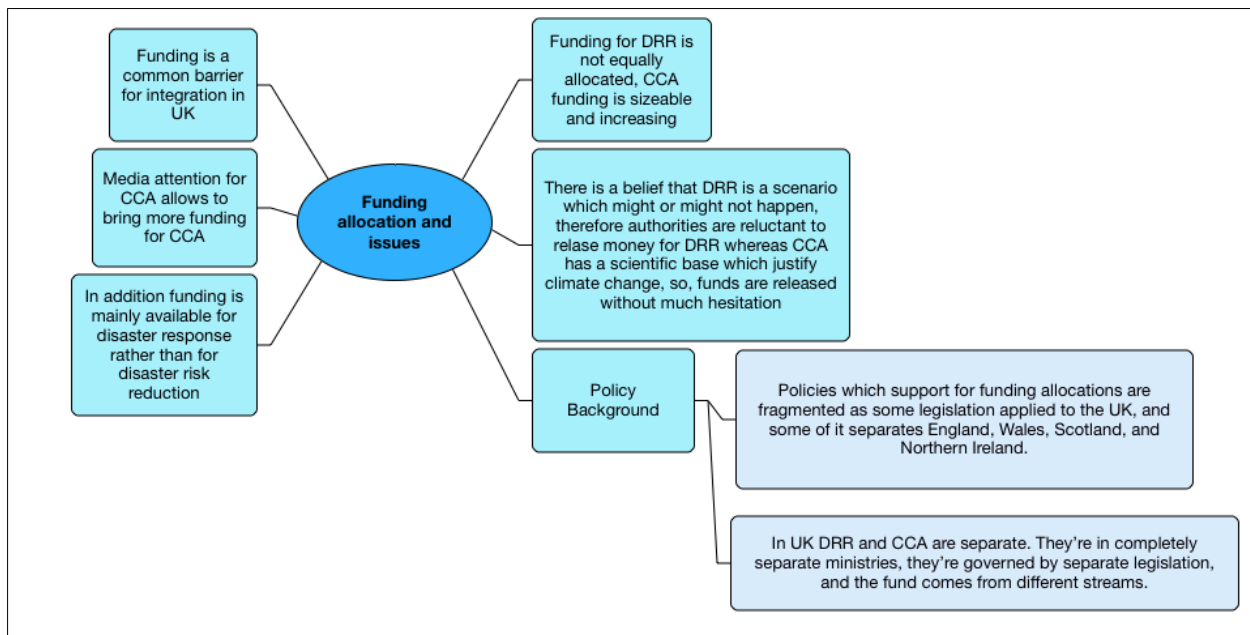 Funding is a
common barrier
for integration in
UK
Media attention for
CCA allows to
bring more funding
for CCA
In addition funding is
mainly available for
disaster response
rather than for
disaster risk
reduction
Funding
allocation and
issues
Funding for DRR is
not equally
allocated, CCA
funding is sizeable
and increasing
There is a belief that DRR is a scenario
which might or might not happen,
therefore authorities are reluctant to
relase money for DRR whereas CCA
has a scientific base which justify
climate change, so, funds are released
without much hesitation
Policy
Background
Policies which support for funding allocations are
fragmented as some legislation applied to the UK, and
some of it separates England, Wales, Scotland, and
Northern Ireland.
In UK DRR and CCA are separate. They’re in completely
separate ministries, they’re governed by separate legislation,
and the fund comes from different streams.